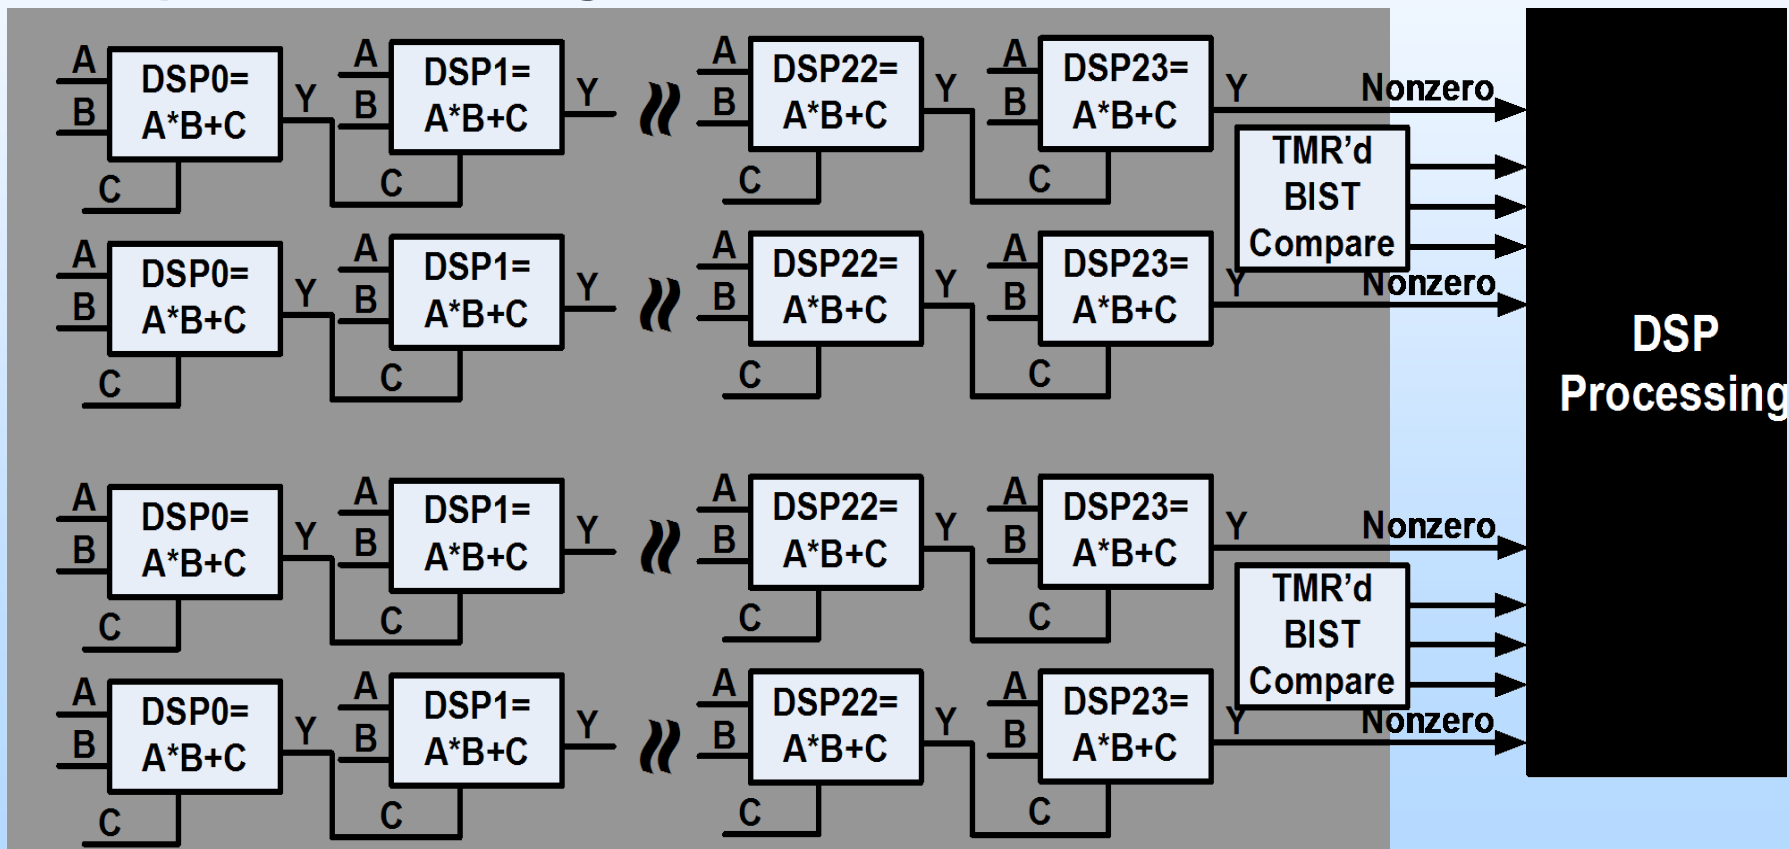 A DSP0= A*B+C B C Y
A DSP1= A*B+C B C Y
A DSP22= A*B+C B C Y
A DSP23= A*B+C B C Y Nonzero
TMR'd
BIST
Compare
A DSP0= A*B+C B C Y
A DSP1= A*B+C B C Y
A DSP22= A*B+C B C Y
A DSP23= A*B+C B C Y Nonzero
DSP
Processing
A DSP0= A*B+C B C Y
A DSP1= A*B+C B C Y
A DSP22= A*B+C B C Y
A DSP23= A*B+C B C Y Nonzero
TMR'd
BIST
Compare
A DSP0= A*B+C B C Y
A DSP1= A*B+C B C Y
A DSP22= A*B+C B C Y
A DSP23= A*B+C B C Y Nonzero